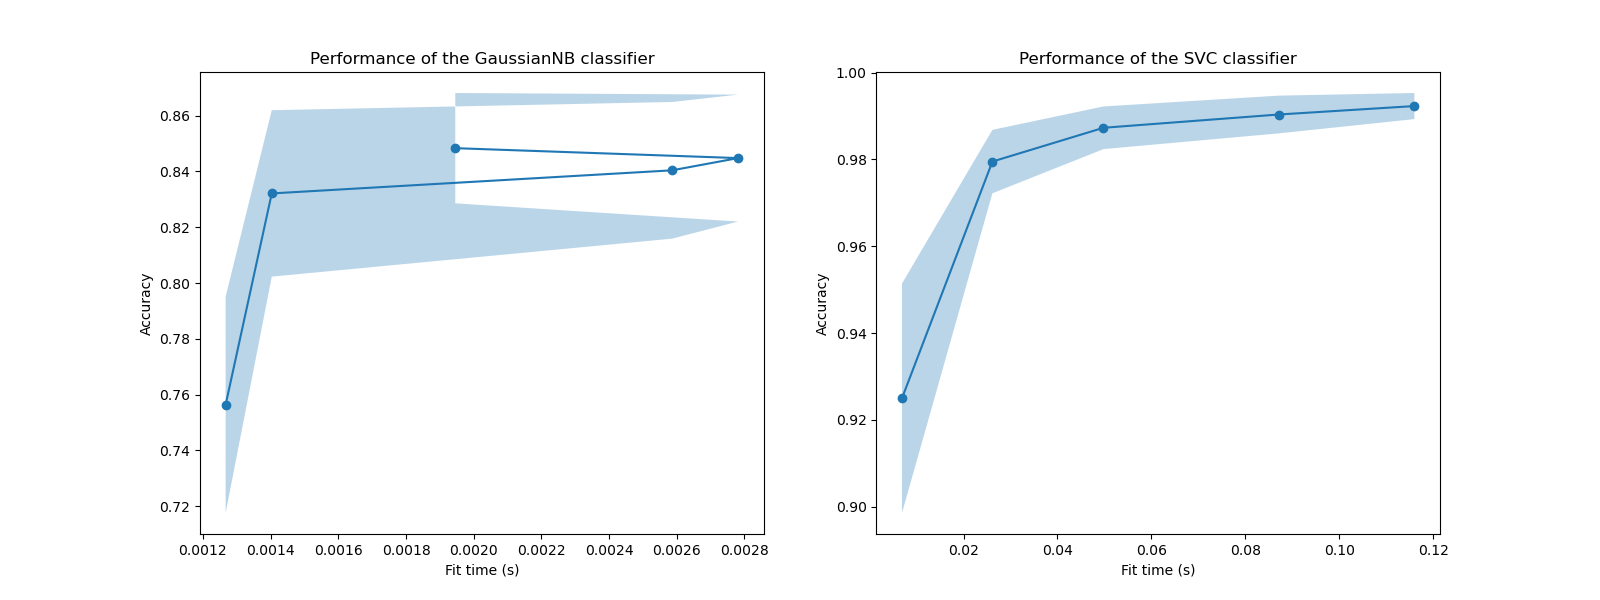 Performance of the GaussianNB classifier
Accuracy
0.86
0.84
0.82
0.80
0.78
0.76
0.74
0.72
0.0012 0.0014 0.0016 0.0018 0.0020 0.0022 0.0024 0.0026 0.0028
Fit time (s)
Performance of the SVC classifier
Accuracy
1.00
0.98
0.96
0.94
0.92
0.90
0.02 0.04 0.06 0.08 0.10 0.12
Fit time (s)